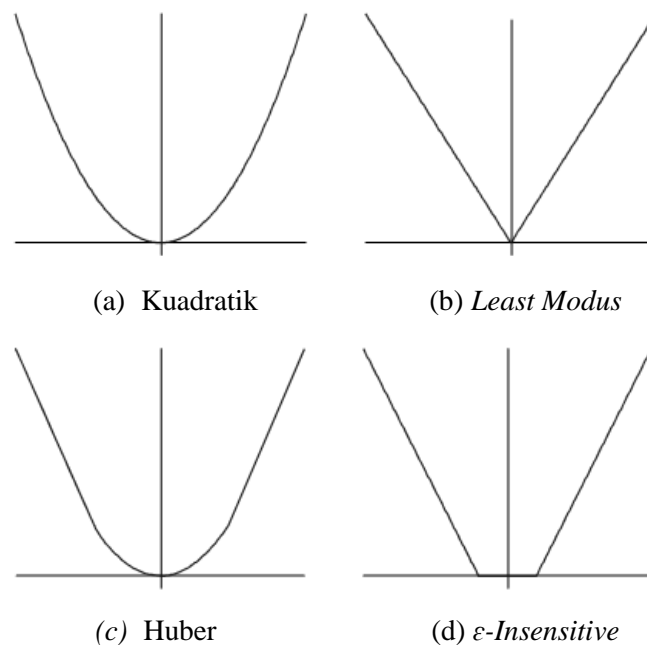 (a) Kuadratik
(b) Least Modus
(c) Huber
(d) ε-Insensitive